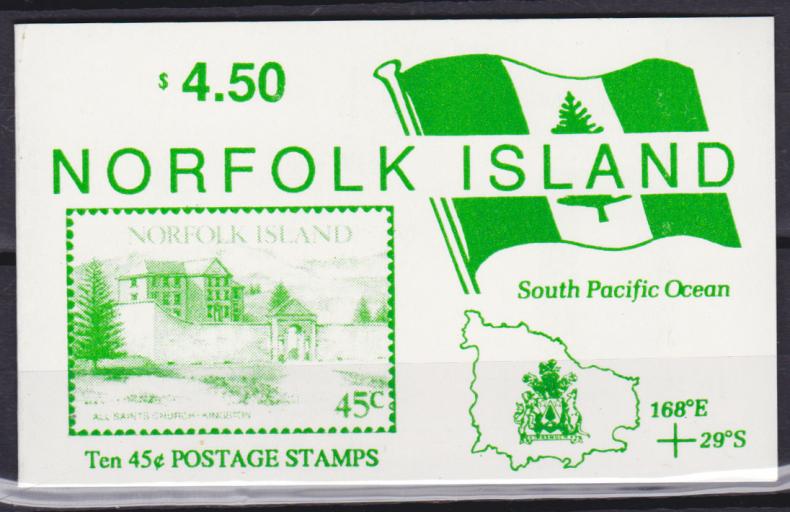 $ 4.50
NORFOLK ISLAND
NORFOLK ISLAND
South Pacific Ocean
45c
ALL SAINTS CHURCH - KINGSTON
168°E
29°S
Ten 45¢ POSTAGE STAMPS